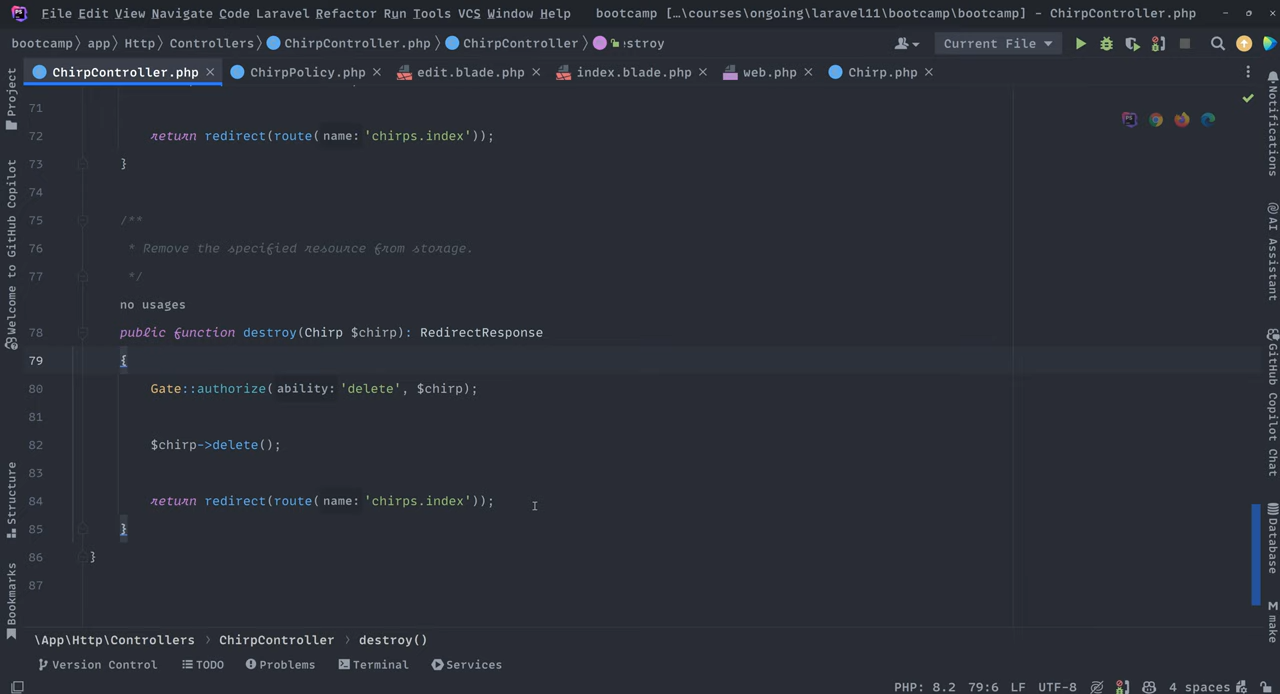 File Edit View Navigate Code Laravel Refactor Run Tools VCS Window Help bootcamp […\courses\ongoing\laravel11\bootcamp\bootcamp] - ChirpController.php
bootcamp app Http Controllers ChirpController.php ChirpController Current File
ChirpController.php ChirpPolicy.php edit.blade.php index.blade.php web.php Chirp.php
71
72 return redirect(route( name: 'chirps.index'));
73 }
74
75 /**
76 * Remove the specified resource from storage.
77 */
no usages
78 public function destroy(Chirp $chirp): RedirectResponse
79 {
80 Gate::authorize( ability: 'delete', $chirp);
81
82 $chirp->delete();
83
84 return redirect(route( name: 'chirps.index'));
85 }
86 }
87
\App\Http\Controllers › ChirpController › destroy()
Version Control TODO Problems Terminal Services
PHP: 8.2 79:6 LF UTF-8 4 spaces
Project
Welcome to GitHub Copilot
Structure
Bookmarks
Notifications
AI Assistant
GitHub Copilot Chat
Database
make